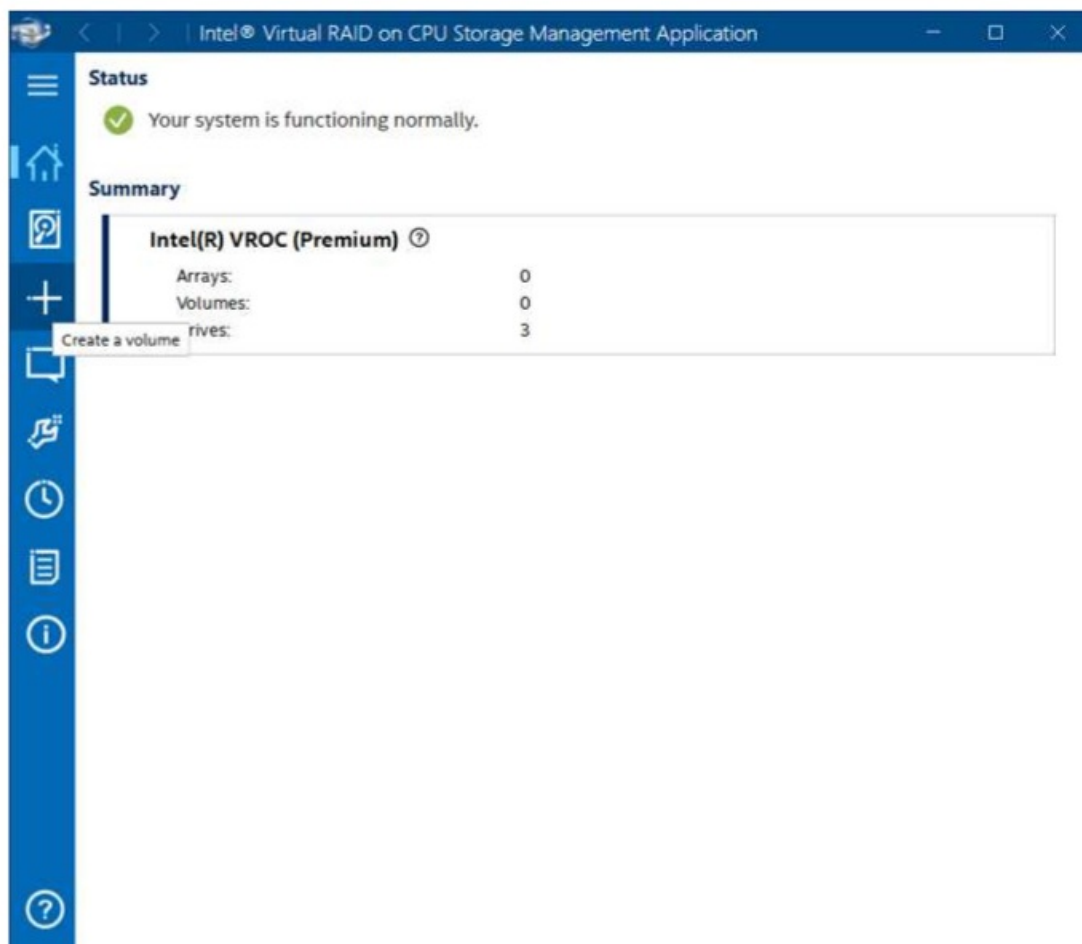 Intel® Virtual RAID on CPU Storage Management Application
Status
Your system is functioning normally.
Summary
Intel(R) VROC (Premium) ?
Arrays: 0
Volumes: 0
rives: 3
Create a volume